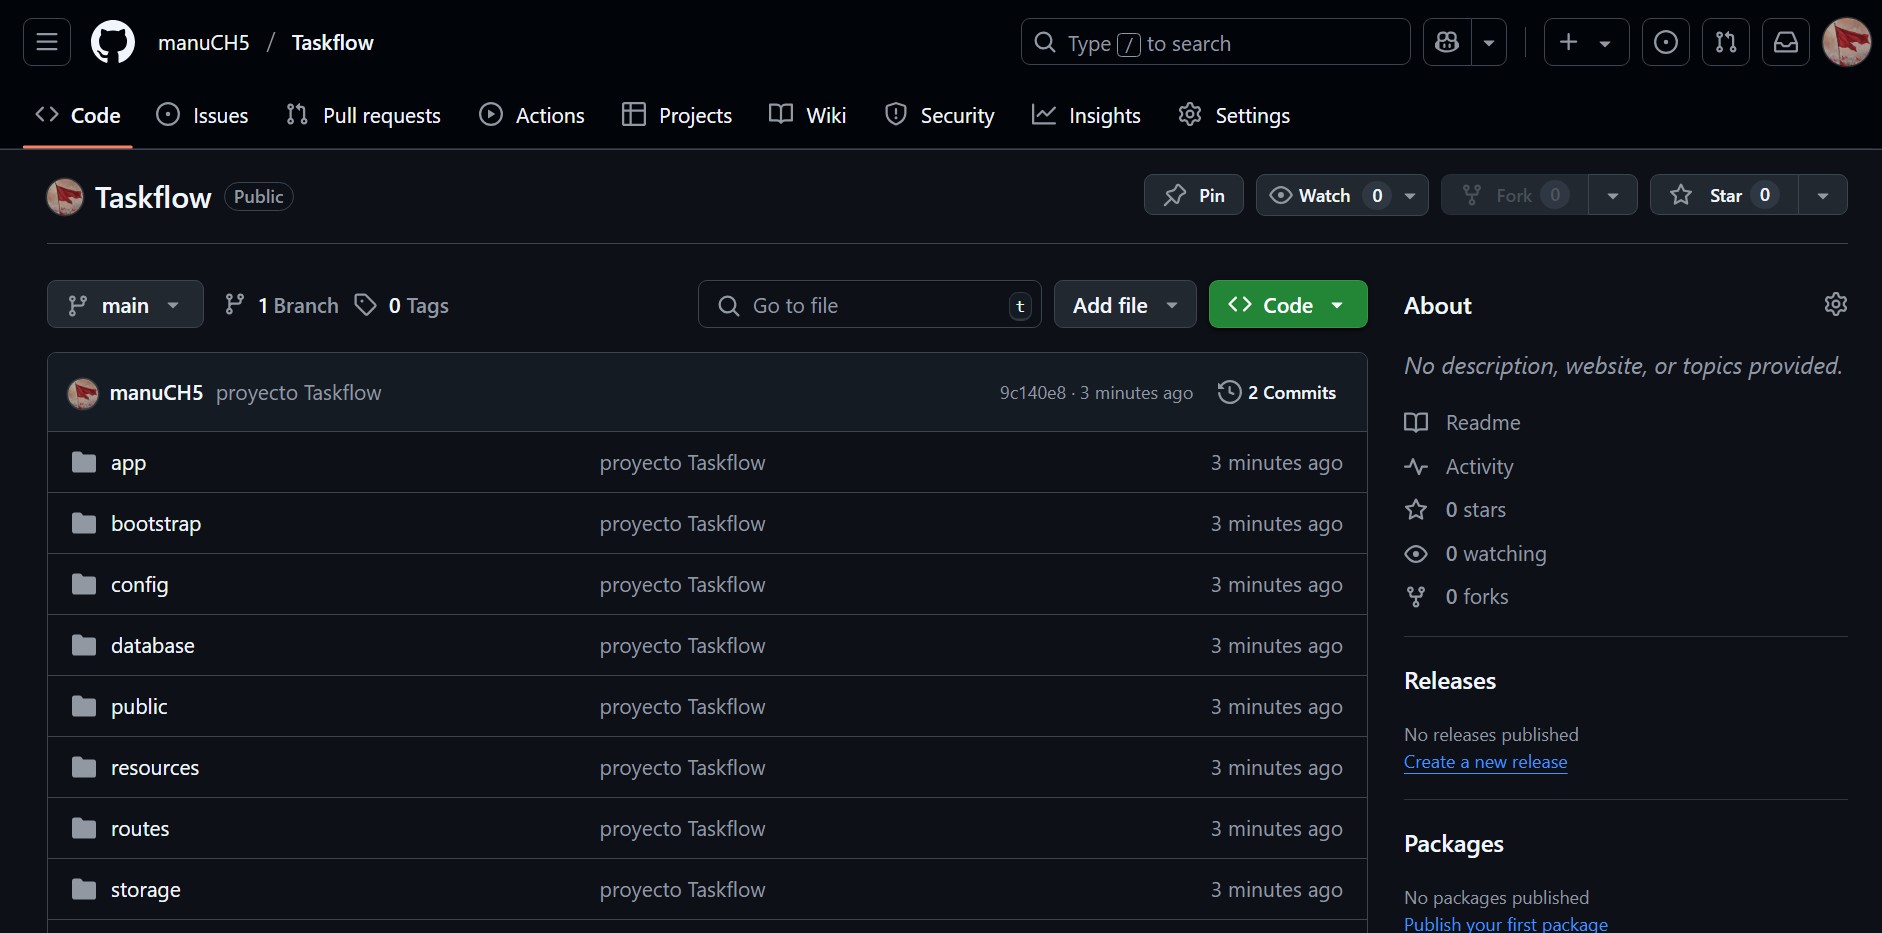 manuCH5 / Taskflow
Type / to search
Code Issues Pull requests Actions Projects Wiki Security Insights Settings
Taskflow Public
Pin Watch 0 Fork 0 Star 0
main 1 Branch 0 Tags
Go to file t
Add file
Code
manuCH5 proyecto Taskflow 9c140e8 · 3 minutes ago 2 Commits
app proyecto Taskflow 3 minutes ago
bootstrap proyecto Taskflow 3 minutes ago
config proyecto Taskflow 3 minutes ago
database proyecto Taskflow 3 minutes ago
public proyecto Taskflow 3 minutes ago
resources proyecto Taskflow 3 minutes ago
routes proyecto Taskflow 3 minutes ago
storage proyecto Taskflow 3 minutes ago
About
No description, website, or topics provided.
Readme
Activity
0 stars
0 watching
0 forks
Releases
No releases published
Create a new release
Packages
No packages published
Publish your first package